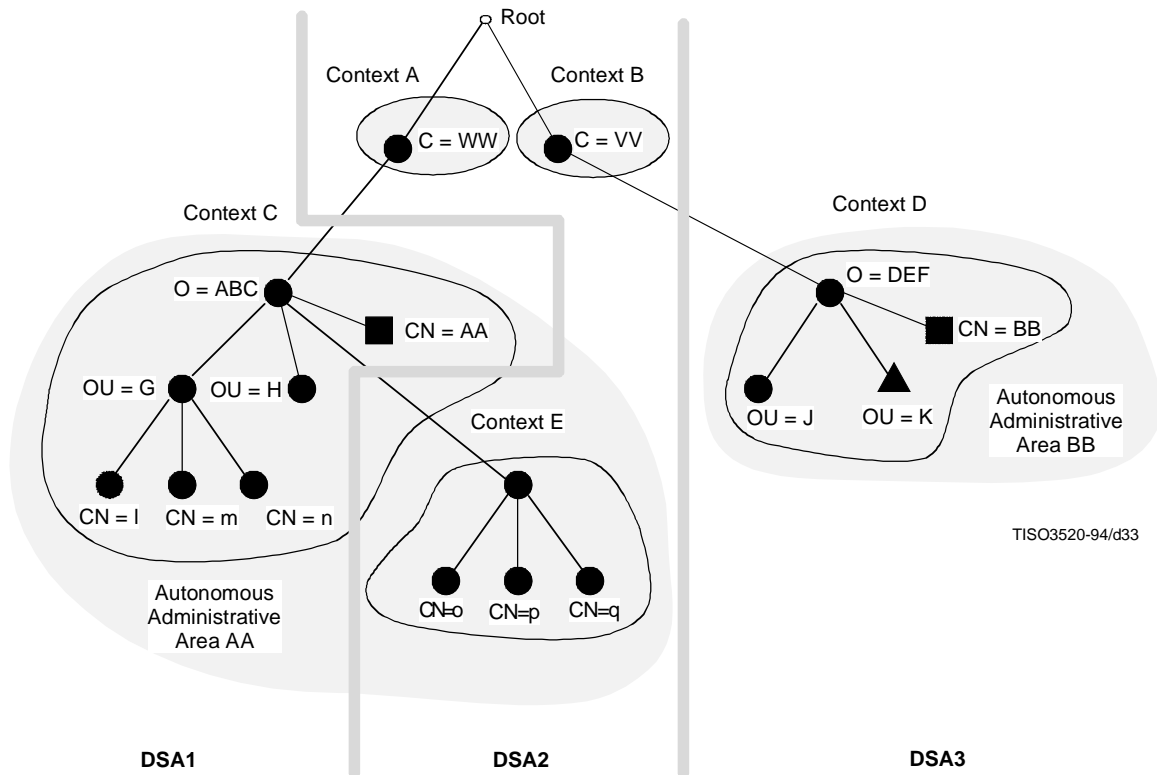 Root
Context A
Context B
C = WW
C = VV
Context C
Context D
O = ABC
O = DEF
CN = AA
CN = BB
OU = G
OU = H
OU = J
OU = K
Autonomous
Administrative
Area BB
Context E
CN = l
CN = m
CN = n
TISO3520-94/d33
CN=o
CN=p
CN=q
Autonomous
Administrative
Area AA
DSA1
DSA2
DSA3